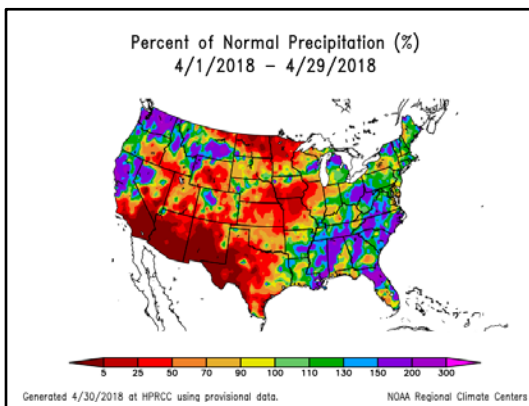 Percent of Normal Precipitation (%)
4/1/2018 – 4/29/2018
5 25 50 70 90 100 110 130 150 200 300
Generated 4/30/2018 at HPRCC using provisional data. NOAA Regional Climate Centers